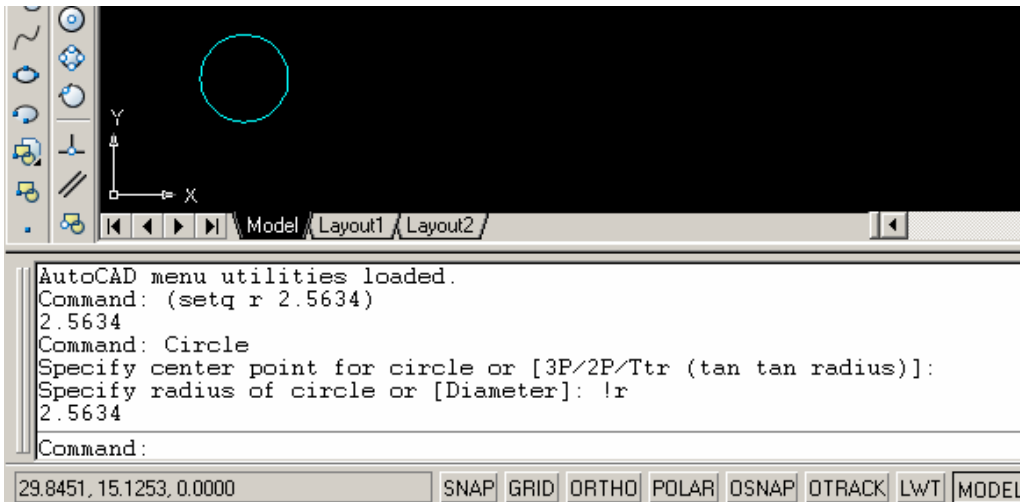 Y
X
Model Layout1 Layout2
AutoCAD menu utilities loaded.
Command: (setq r 2.5634)
2.5634
Command: Circle
Specify center point for circle or [3P/2P/Ttr (tan tan radius)]:
Specify radius of circle or [Diameter]: !r
2.5634
Command:
29.8451, 15.1253, 0.0000 SNAP GRID ORTHO POLAR OSNAP OTRACK LWT MODEL